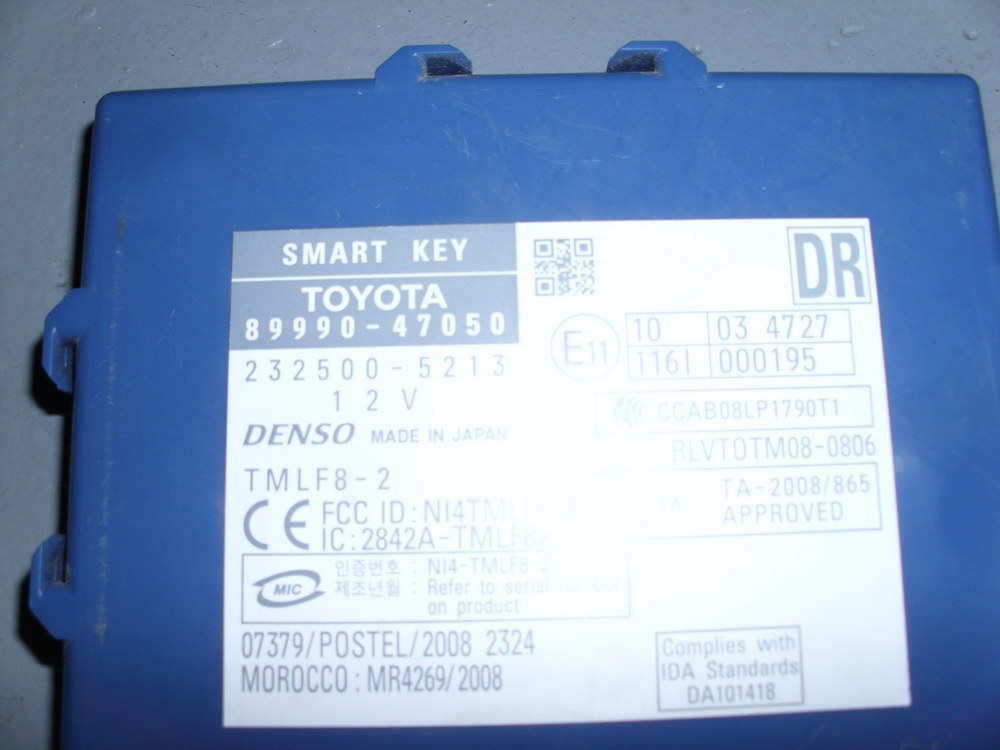 SMART KEY
TOYOTA
89990-47050
232500-5213
12V
DENSO MADE IN JAPAN
TMLF8-2
CE FCC ID: NI4TMLF8-2
IC: 2842A-TMLF82
MIC 인증번호 : NI4-TMLF8-2
제조년월 : Refer to serial number
on product
07379/POSTEL/2008 2324
MOROCCO: MR4269/2008
DR
E11
10 03 4727
116I 000195
CCAB08LP1790T1
RLVTOTM08-0806
TA-2008/865
APPROVED
Complies with
IDA Standards
DA101418